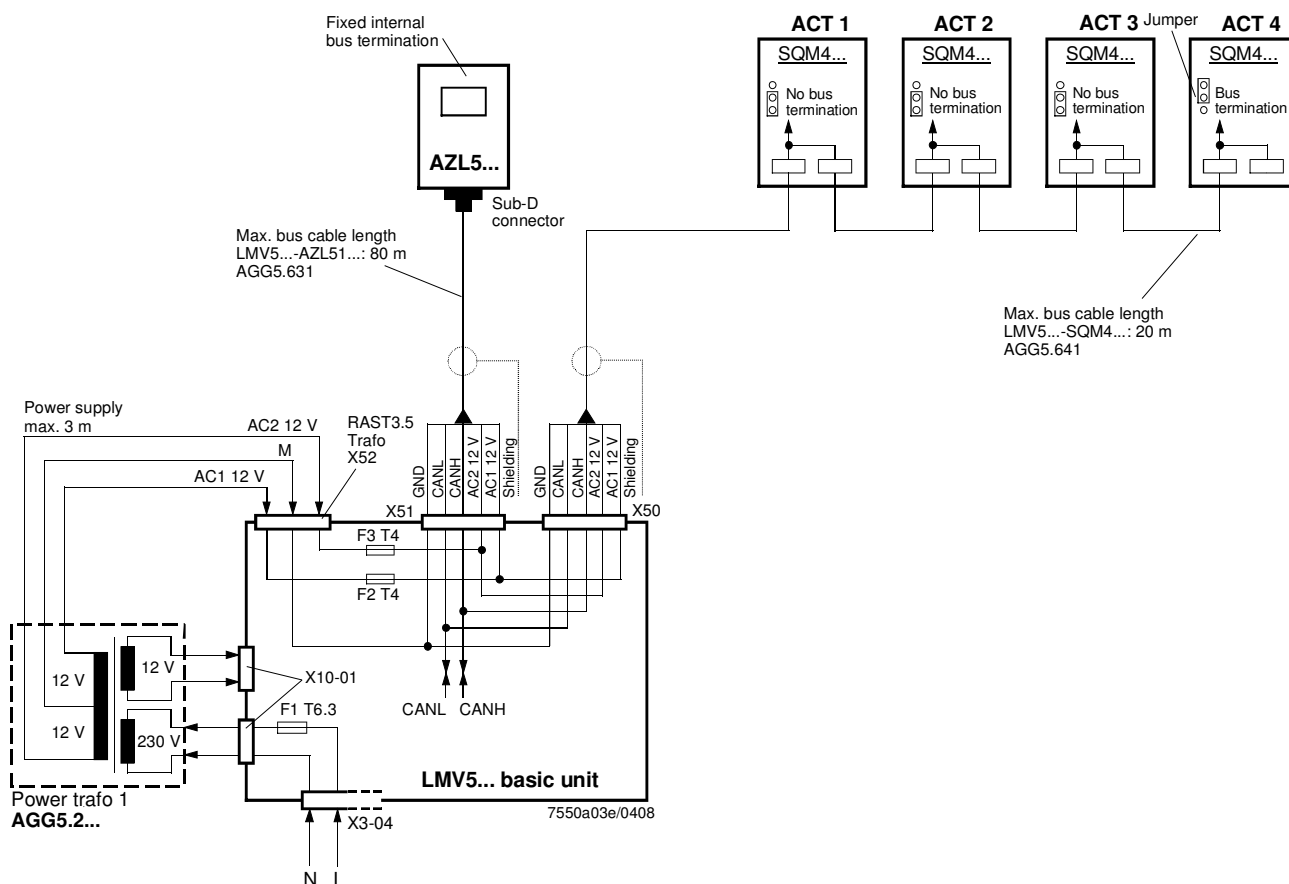 Fixed internal
bus termination
AZL5...
Sub-D
connector
Max. bus cable length
LMV5...-AZL51...: 80 m
AGG5.631
ACT 1
SQM4...
No bus
termination
ACT 2
SQM4...
No bus
termination
ACT 3
SQM4...
No bus
termination
Jumper
ACT 4
SQM4...
Bus
termination
Max. bus cable length
LMV5...-SQM4...: 20 m
AGG5.641
Power supply
max. 3 m
AC2 12 V
M
AC1 12 V
RAST3.5
Trafo
X52
GND
CANL
CANH
AC2 12 V
AC1 12 V
Shielding
GND
CANL
CANH
AC2 12 V
AC1 12 V
Shielding
X51
X50
F3 T4
F2 T4
12 V
12 V
12 V
230 V
X10-01
F1 T6.3
CANL
CANH
LMV5... basic unit
Power trafo 1
AGG5.2...
X3-04
7550a03e/0408
N